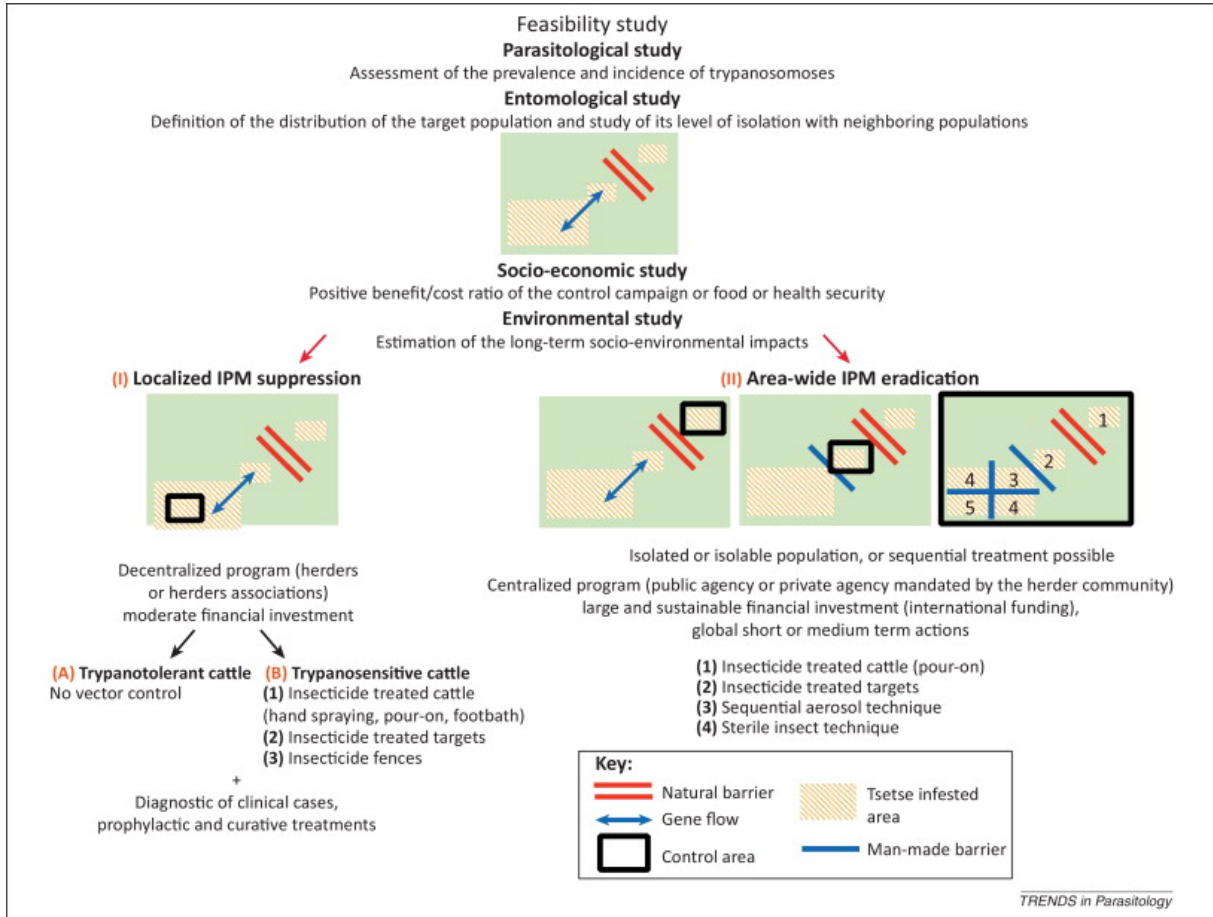 Feasibility study
Parasitological study
Assessment of the prevalence and incidence of trypanosomoses
Entomological study
Definition of the distribution of the target population and study of its level of isolation with neighboring populations
Socio-economic study
Positive benefit/cost ratio of the control campaign or food or health security
Environmental study
Estimation of the long-term socio-environmental impacts
(I) Localized IPM suppression
(II) Area-wide IPM eradication
1
2
4 3
5 4
Decentralized program (herders
or herders associations)
moderate financial investment
Isolated or isolable population, or sequential treatment possible
Centralized program (public agency or private agency mandated by the herder community)
large and sustainable financial investment (international funding),
global short or medium term actions
(A) Trypanotolerant cattle
No vector control
(B) Trypanosensitive cattle
(1) Insecticide treated cattle
(hand spraying, pour-on, footbath)
(2) Insecticide treated targets
(3) Insecticide fences
+
Diagnostic of clinical cases,
prophylactic and curative treatments
(1) Insecticide treated cattle (pour-on)
(2) Insecticide treated targets
(3) Sequential aerosol technique
(4) Sterile insect technique
Key:
Natural barrier
Gene flow
Control area
Tsetse infested
area
Man-made barrier
TRENDS in Parasitology